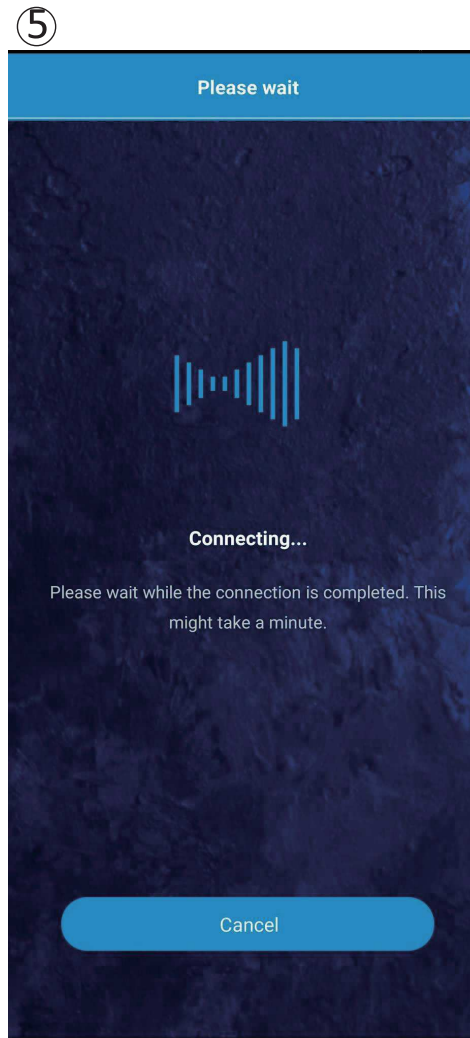 ⑤
Please wait
Connecting...
Please wait while the connection is completed. This
might take a minute.
Cancel